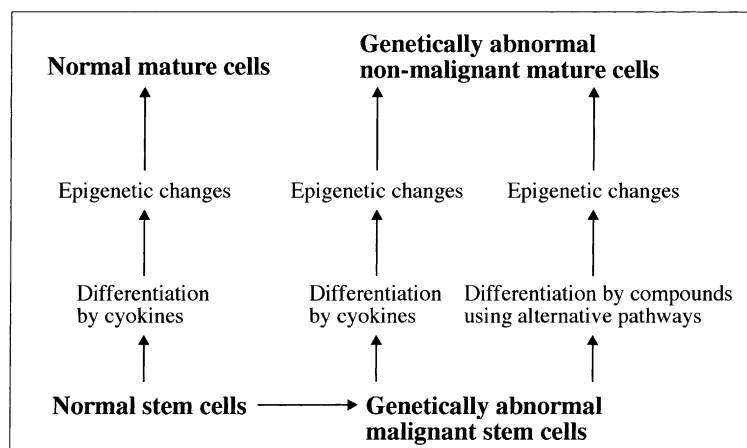 Normal mature cells
Genetically abnormal
non-malignant mature cells
Epigenetic changes
Epigenetic changes
Epigenetic changes
Differentiation
by cyokines
Differentiation
by cyokines
Differentiation by compounds
using alternative pathways
Normal stem cells
Genetically abnormal
malignant stem cells